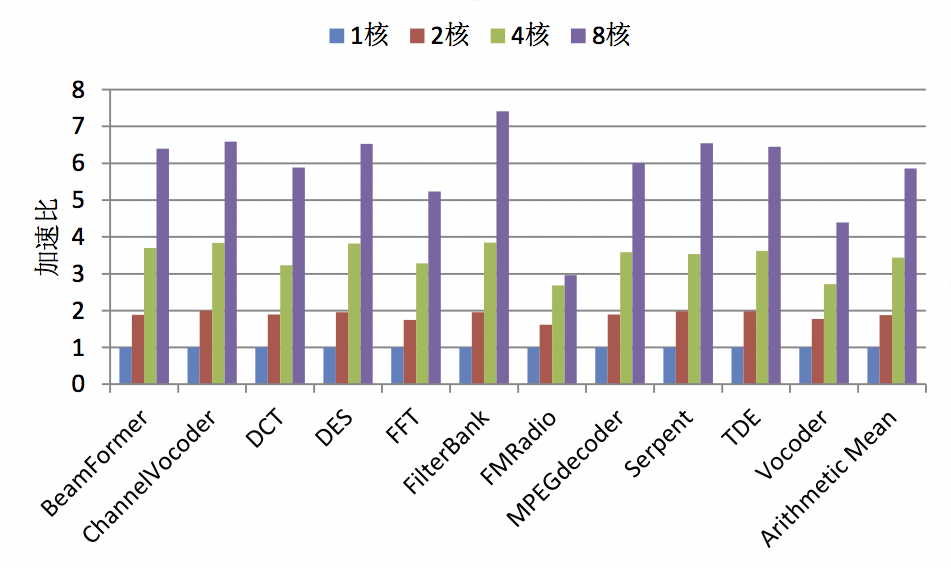 1核 2核 4核 8核
加速比
8
7
6
5
4
3
2
1
0
BeamFormer
ChannelVocoder
DCT
DES
FFT
FilterBank
FMRadio
MPEGdecoder
Serpent
TDE
Vocoder
Arithmetic Mean